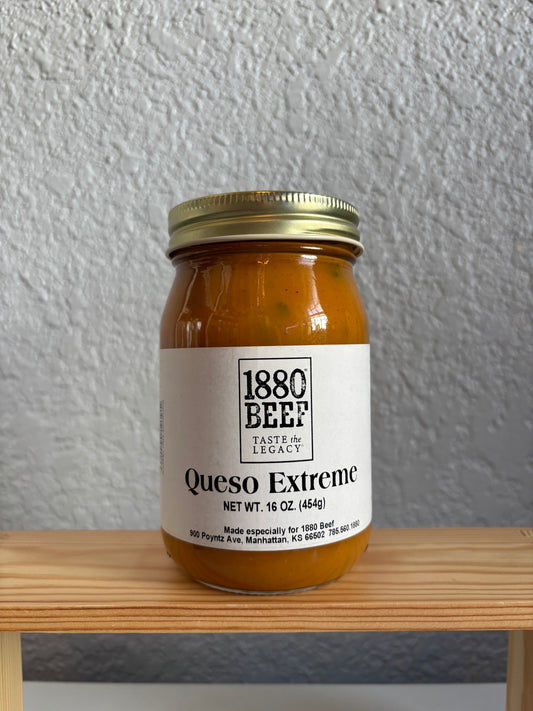 1880
BEEF
TASTE the
LEGACY
Queso Extreme
NET WT. 16 OZ. (454g)
Made especially for 1880 Beef
900 Poyntz Ave, Manhattan, KS 66502 785.560.1880